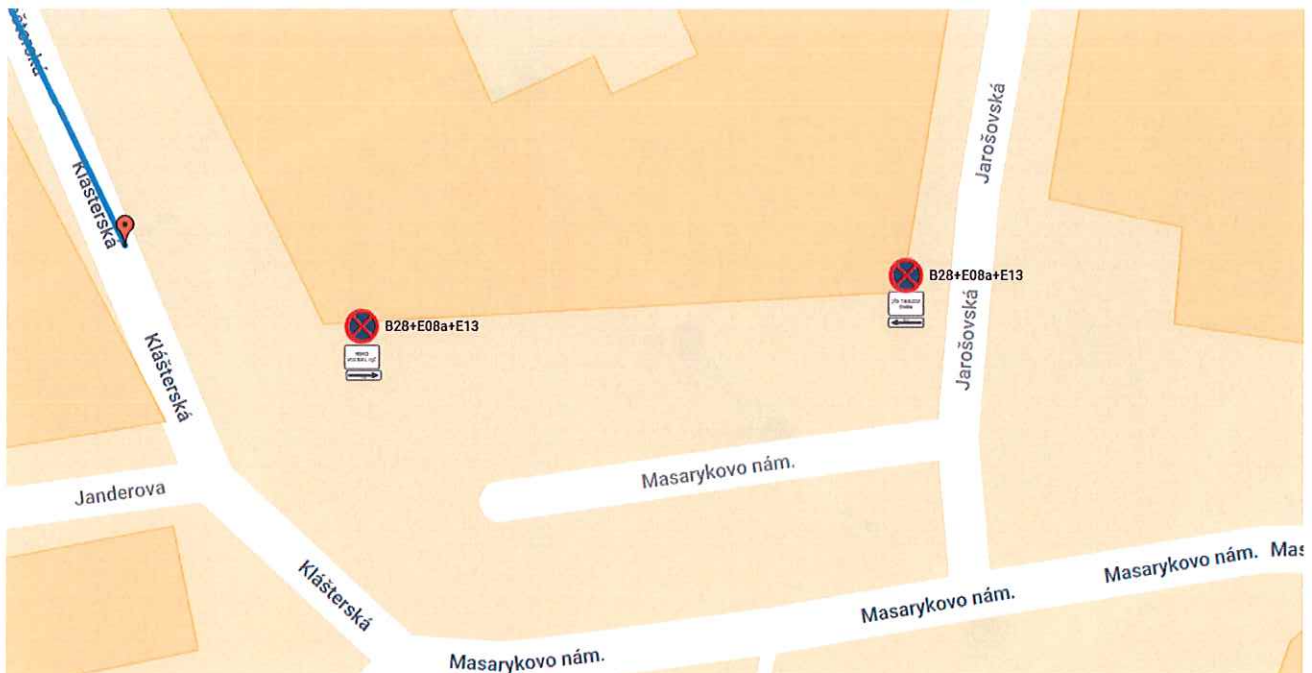 Klášterská
Jarošovská
Klášterská
B28+E08a+E13
B28+E08a+E13
Jarošovská
Klášterská
Masarykovo nám.
Janderova
Klášterská
Masarykovo nám.
Masarykovo nám.
Masarykovo nám.
Mas